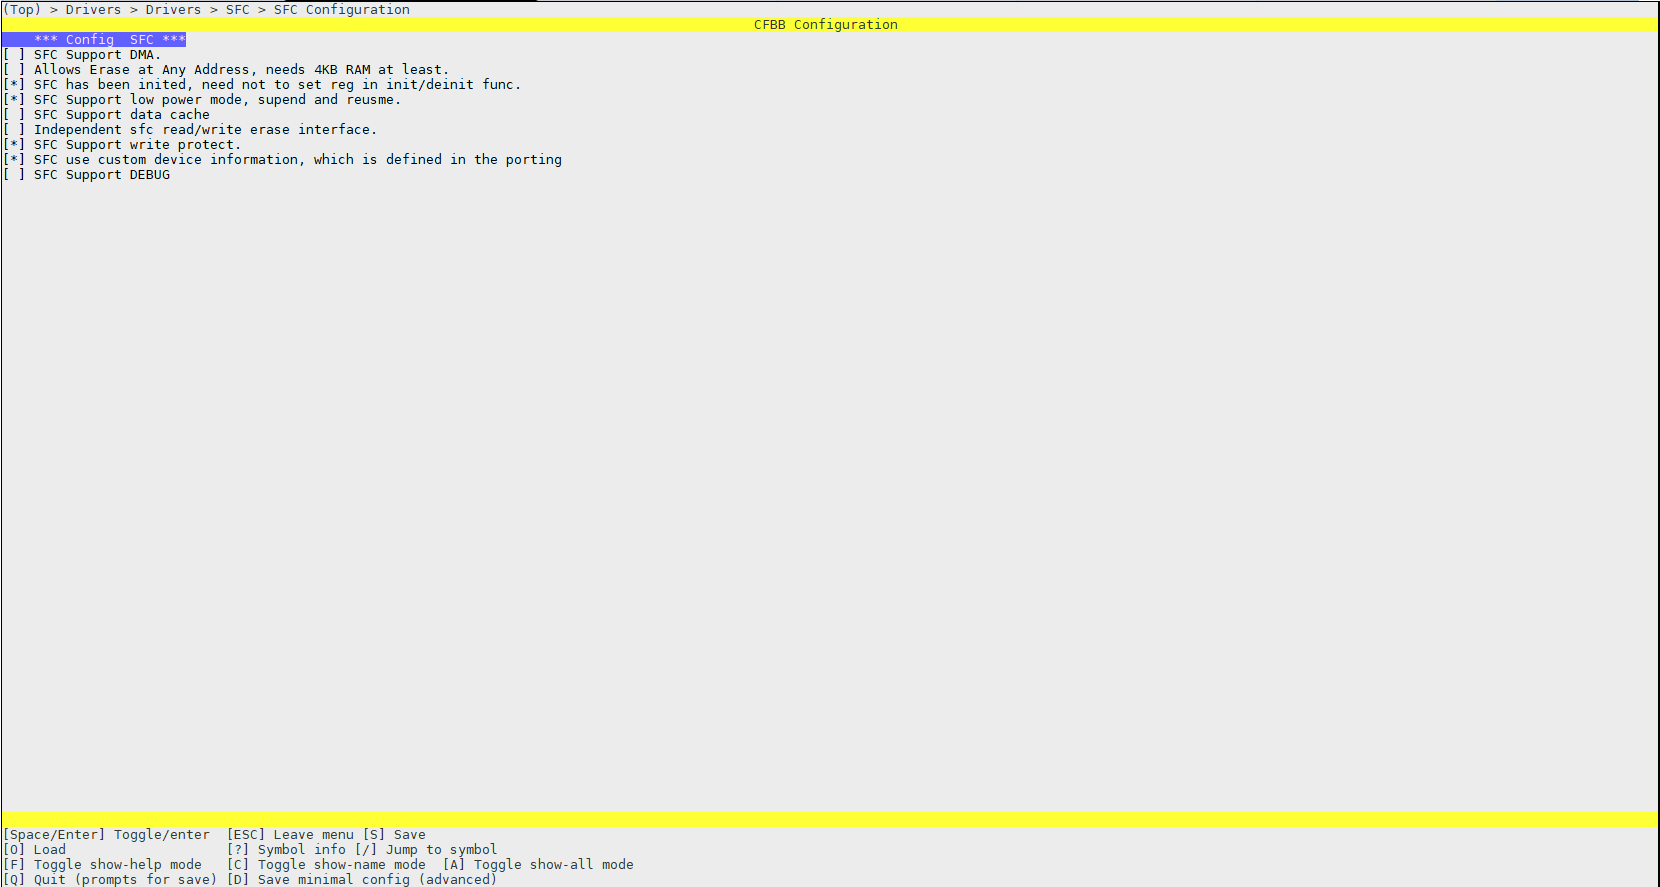 (Top) > Drivers > Drivers > SFC > SFC Configuration
CFBB Configuration
*** Config  SFC ***
[ ] SFC Support DMA.
[ ] Allows Erase at Any Address, needs 4KB RAM at least.
[*] SFC has been inited, need not to set reg in init/deinit func.
[*] SFC Support low power mode, supend and reusme.
[ ] SFC Support data cache
[ ] Independent sfc read/write erase interface.
[*] SFC Support write protect.
[*] SFC use custom device information, which is defined in the porting
[ ] SFC Support DEBUG
[Space/Enter] Toggle/enter  [ESC] Leave menu [S] Save
[O] Load                    [?] Symbol info [/] Jump to symbol
[F] Toggle show-help mode   [C] Toggle show-name mode  [A] Toggle show-all mode
[Q] Quit (prompts for save) [D] Save minimal config (advanced)